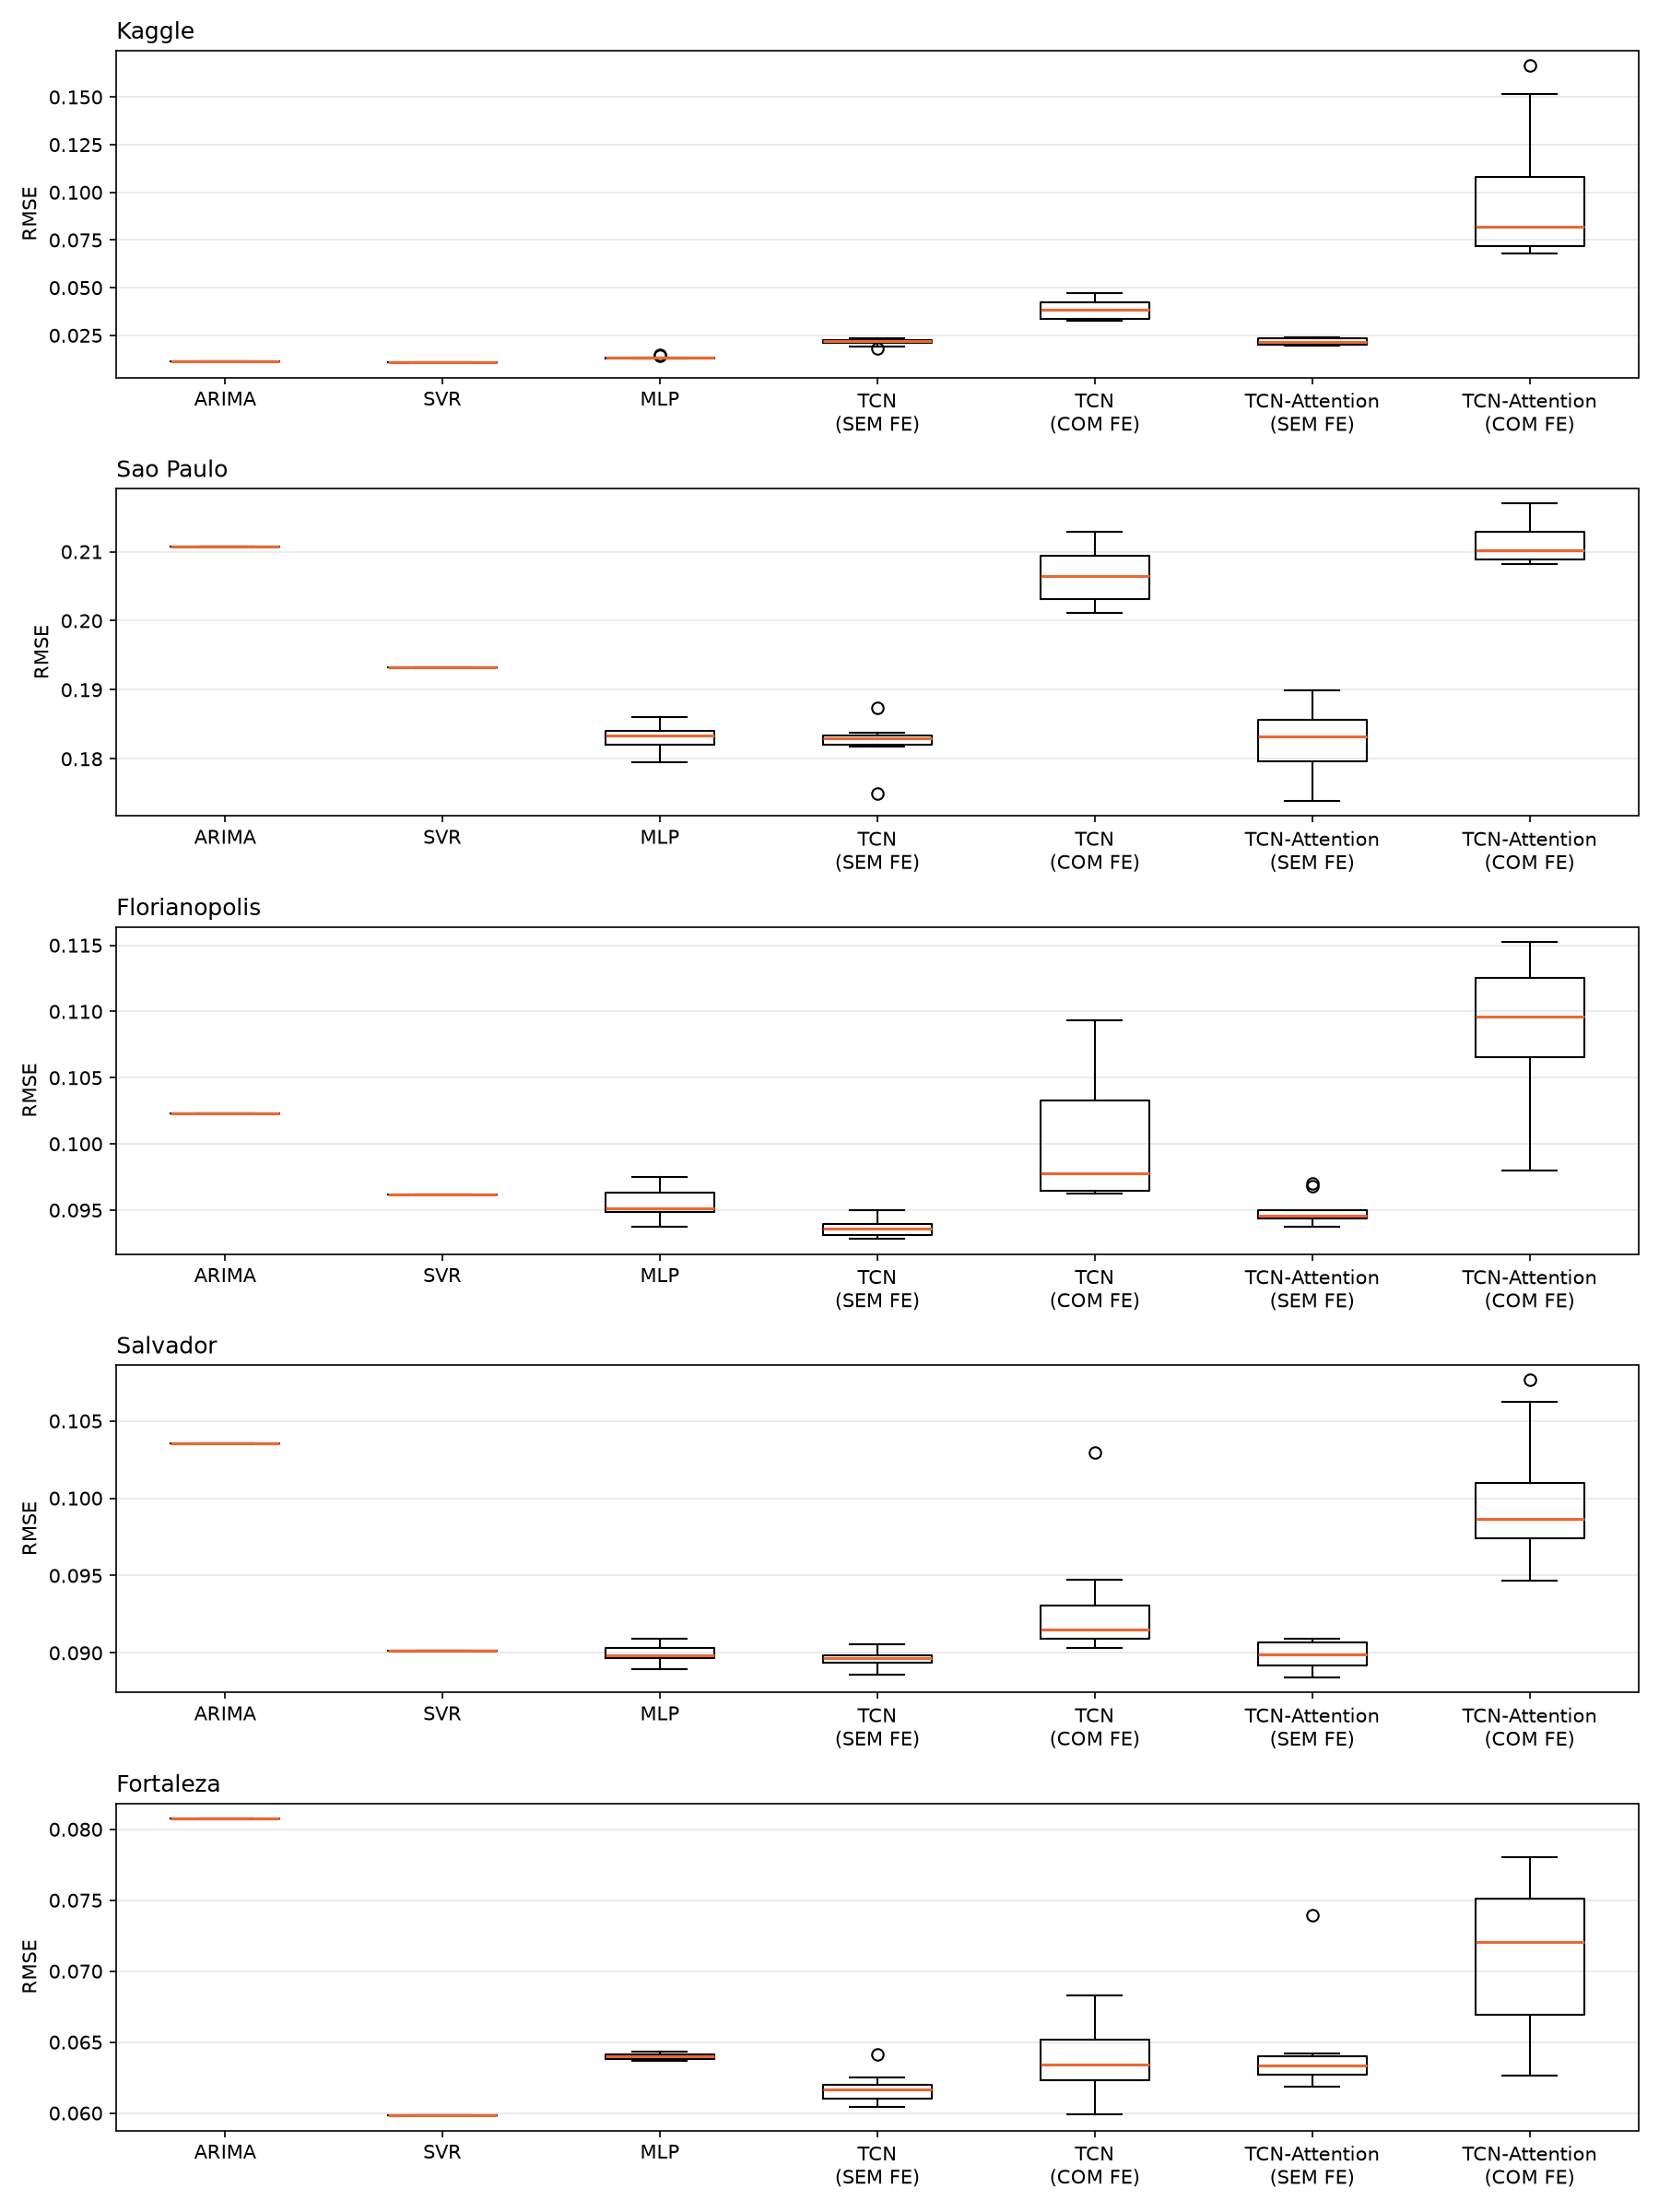 Kaggle
RMSE
0.150
0.125
0.100
0.075
0.050
0.025
ARIMA SVR MLP TCN TCN TCN-Attention TCN-Attention
(SEM FE) (COM FE) (SEM FE) (COM FE)
Sao Paulo
RMSE
0.21
0.20
0.19
0.18
ARIMA SVR MLP TCN TCN TCN-Attention TCN-Attention
(SEM FE) (COM FE) (SEM FE) (COM FE)
Florianopolis
RMSE
0.115
0.110
0.105
0.100
0.095
ARIMA SVR MLP TCN TCN TCN-Attention TCN-Attention
(SEM FE) (COM FE) (SEM FE) (COM FE)
Salvador
RMSE
0.105
0.100
0.095
0.090
ARIMA SVR MLP TCN TCN TCN-Attention TCN-Attention
(SEM FE) (COM FE) (SEM FE) (COM FE)
Fortaleza
RMSE
0.080
0.075
0.070
0.065
0.060
ARIMA SVR MLP TCN TCN TCN-Attention TCN-Attention
(SEM FE) (COM FE) (SEM FE) (COM FE)